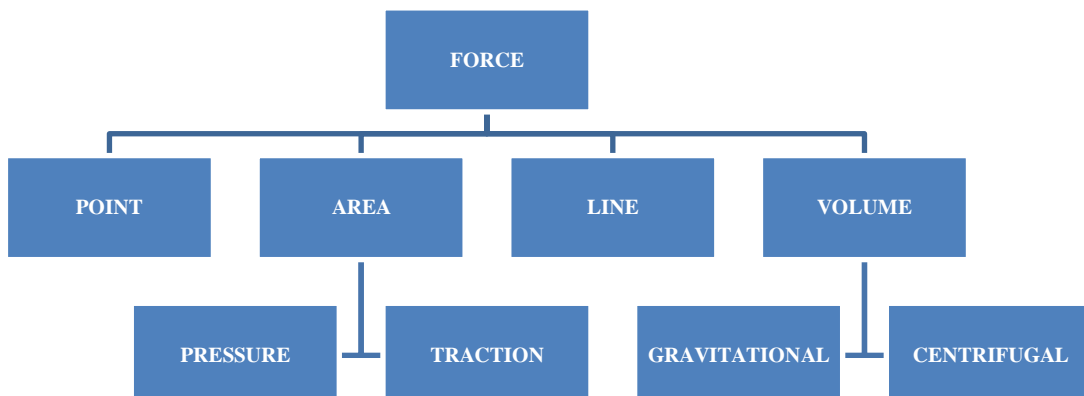 FORCE
POINT
AREA
LINE
VOLUME
PRESSURE
TRACTION
GRAVITATIONAL
CENTRIFUGAL